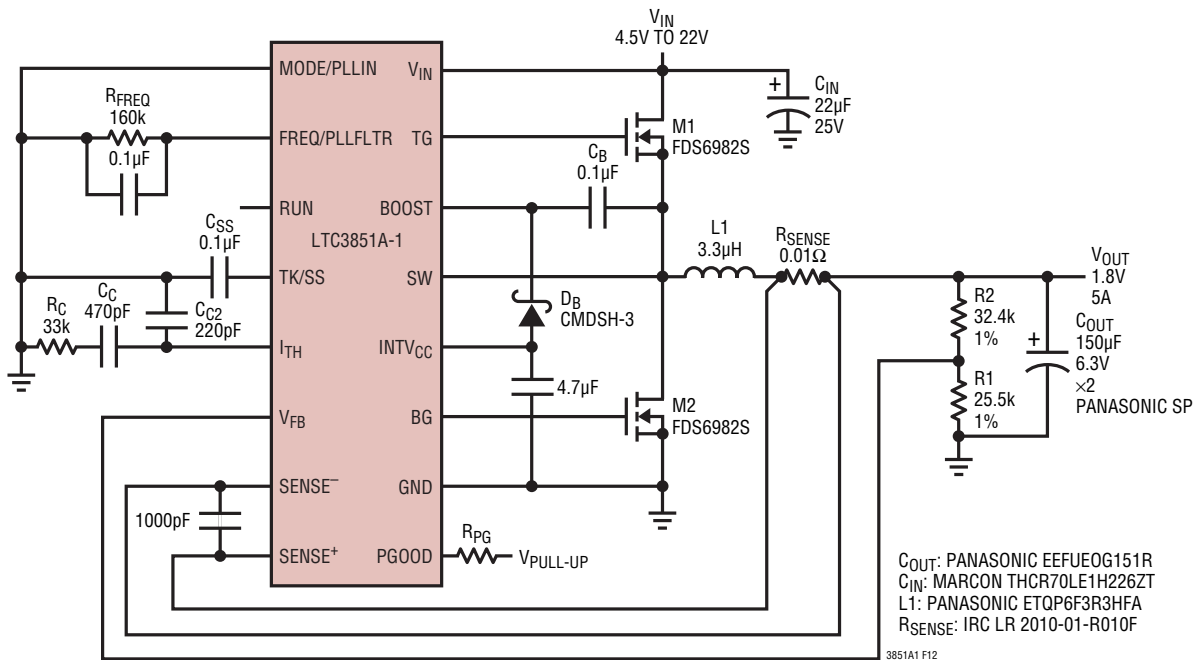 V_IN
4.5V TO 22V
MODE/PLLIN
V_IN
C_IN
22µF
25V
R_FREQ
160k
0.1µF
FREQ/PLLFLTR
TG
M1
FDS6982S
C_B
0.1µF
RUN
BOOST
LTC3851A-1
C_SS
0.1µF
TK/SS
SW
L1
3.3µH
R_SENSE
0.01Ω
V_OUT
1.8V
5A
R_C
33k
C_C
470pF
C_C2
220pF
D_B
CMDSH-3
R2
32.4k
1%
C_OUT
150µF
6.3V
×2
PANASONIC SP
I_TH
INTV_CC
4.7µF
R1
25.5k
1%
V_FB
BG
M2
FDS6982S
SENSE⁻
GND
1000pF
SENSE⁺
PGOOD
R_PG
V_PULL-UP
C_OUT: PANASONIC EEFUEOG151R
C_IN: MARCON THCR70LE1H226ZT
L1: PANASONIC ETQP6F3R3HFA
R_SENSE: IRC LR 2010-01-R010F
3851A1 F12